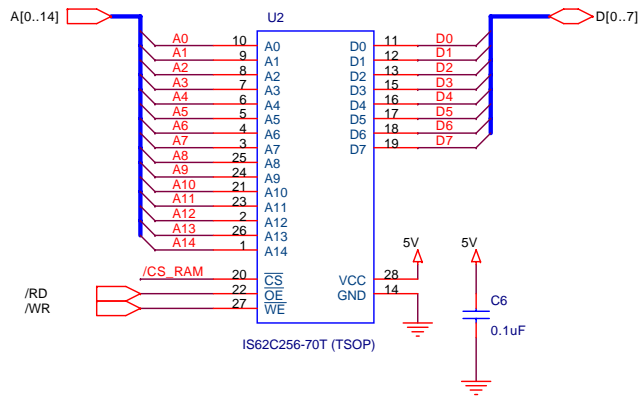 U2
A[0..14] D[0..7]
A0 10 A0 D0 11 D0
A1 9 A1 D1 12 D1
A2 8 A2 D2 13 D2
A3 7 A3 D3 15 D3
A4 6 A4 D4 16 D4
A5 5 A5 D5 17 D5
A6 4 A6 D6 18 D6
A7 3 A7 D7 19 D7
A8 25 A8
A9 24 A9
A10 21 A10
A11 23 A11
A12 2 A12
A13 26 A13
A14 1 A14
5V 5V
/CS_RAM 20 CS VCC 28
/RD 22 OE GND 14
/WR 27 WE
C6
0.1uF
IS62C256-70T (TSOP)